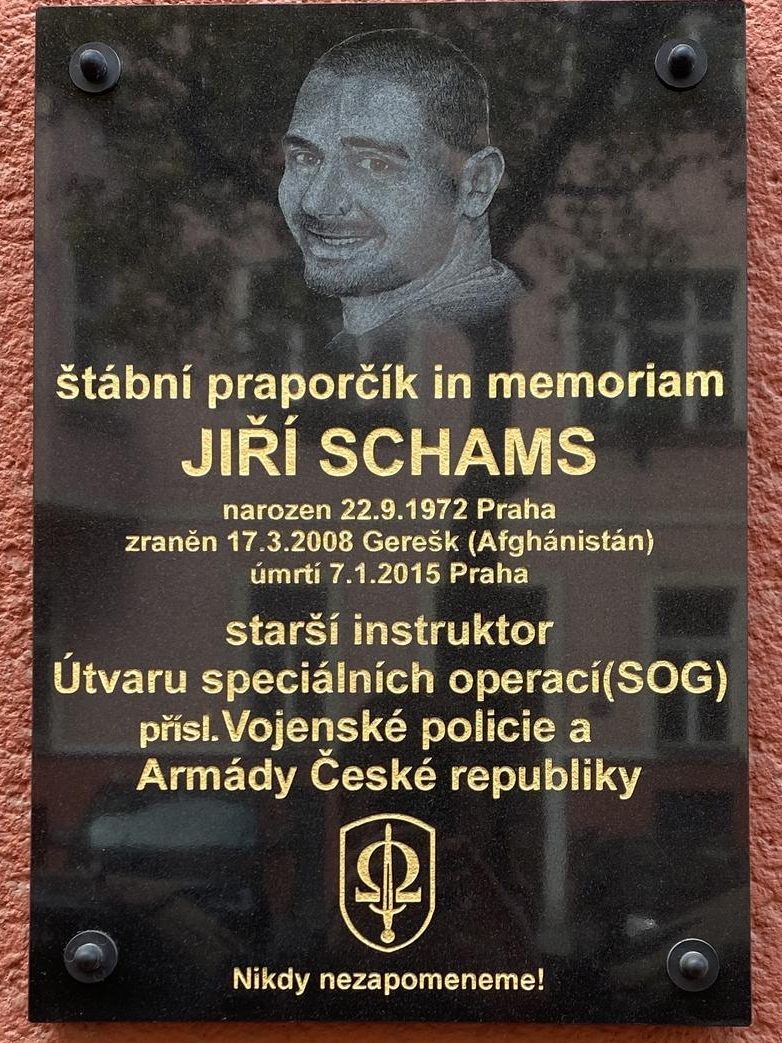 štábní praporčík in memoriam
JIŘÍ SCHAMS
narozen 22.9.1972 Praha
zraněn 17.3.2008 Gerešk (Afghánistán)
úmrtí 7.1.2015 Praha
starší instruktor
Útvaru speciálních operací(SOG)
přísl.Vojenské policie a
Armády České republiky
Ω
Nikdy nezapomeneme!